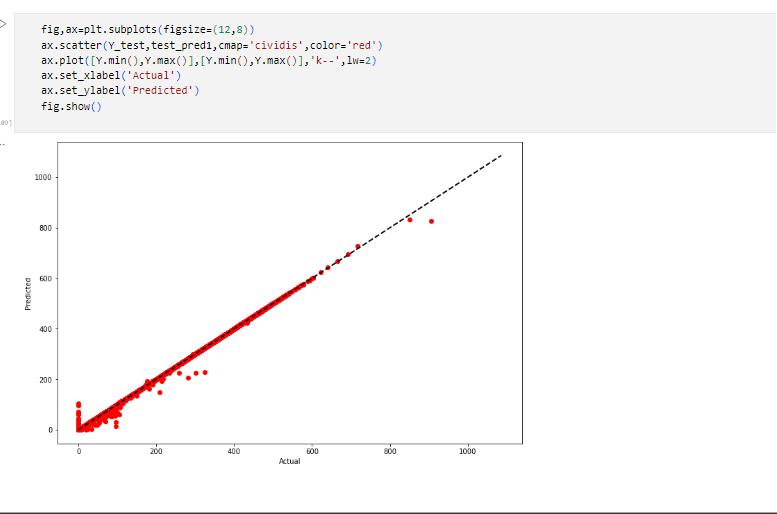 fig,ax=plt.subplots(figsize=(12,8))
ax.scatter(Y_test,test_pred1,cmap='cividis',color='red')
ax.plot([Y.min(),Y.max()],[Y.min(),Y.max()],'k--',lw=2)
ax.set_xlabel('Actual')
ax.set_ylabel('Predicted')
fig.show()
1000
800
600
400
200
0
Predicted
0 200 400 600 800 1000
Actual